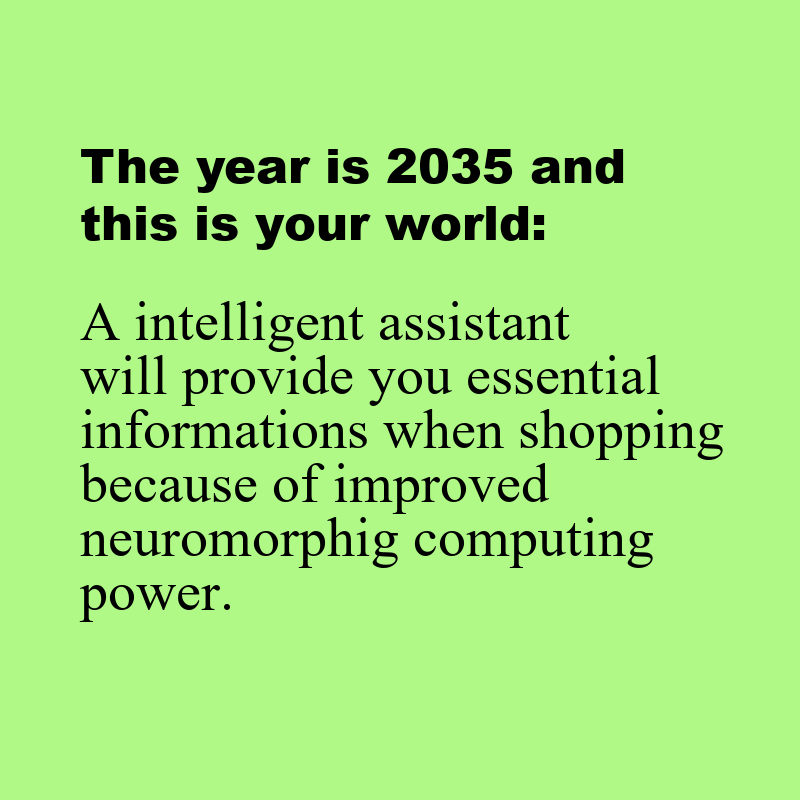 The year is 2035 and
this is your world:
A intelligent assistant
will provide you essential
informations when shopping
because of improved
neuromorphig computing
power.